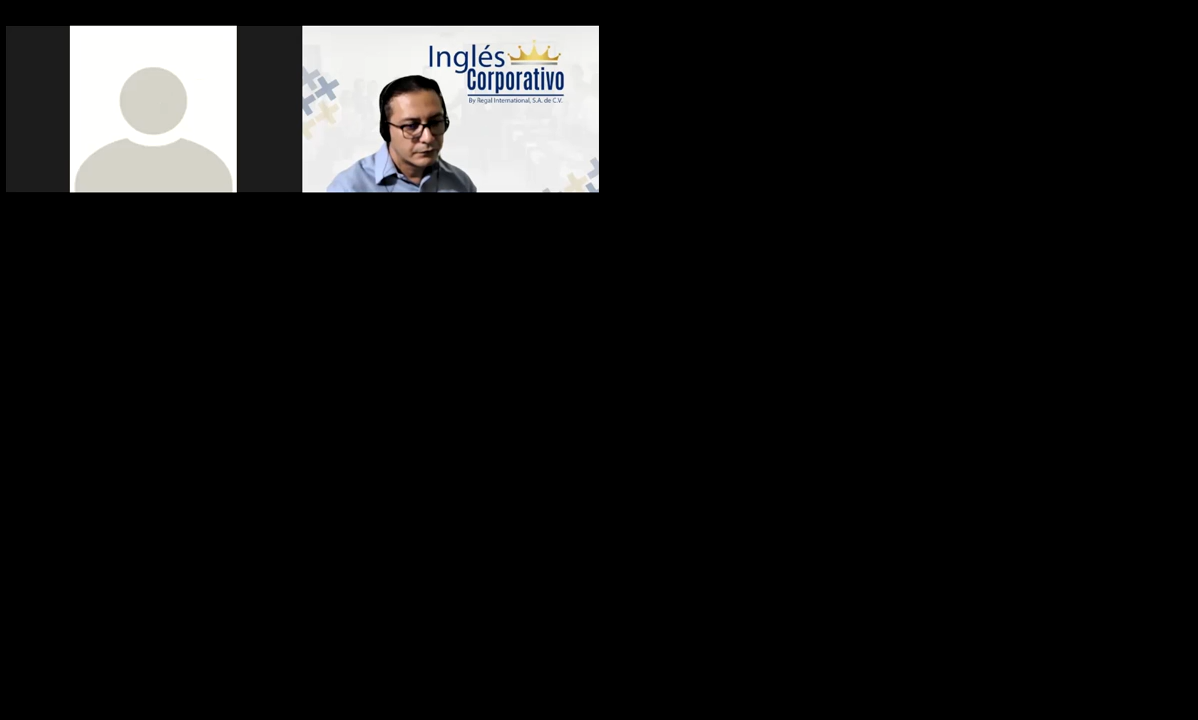 Inglés
Corporativo
By Regal International, S.A. de C.V.